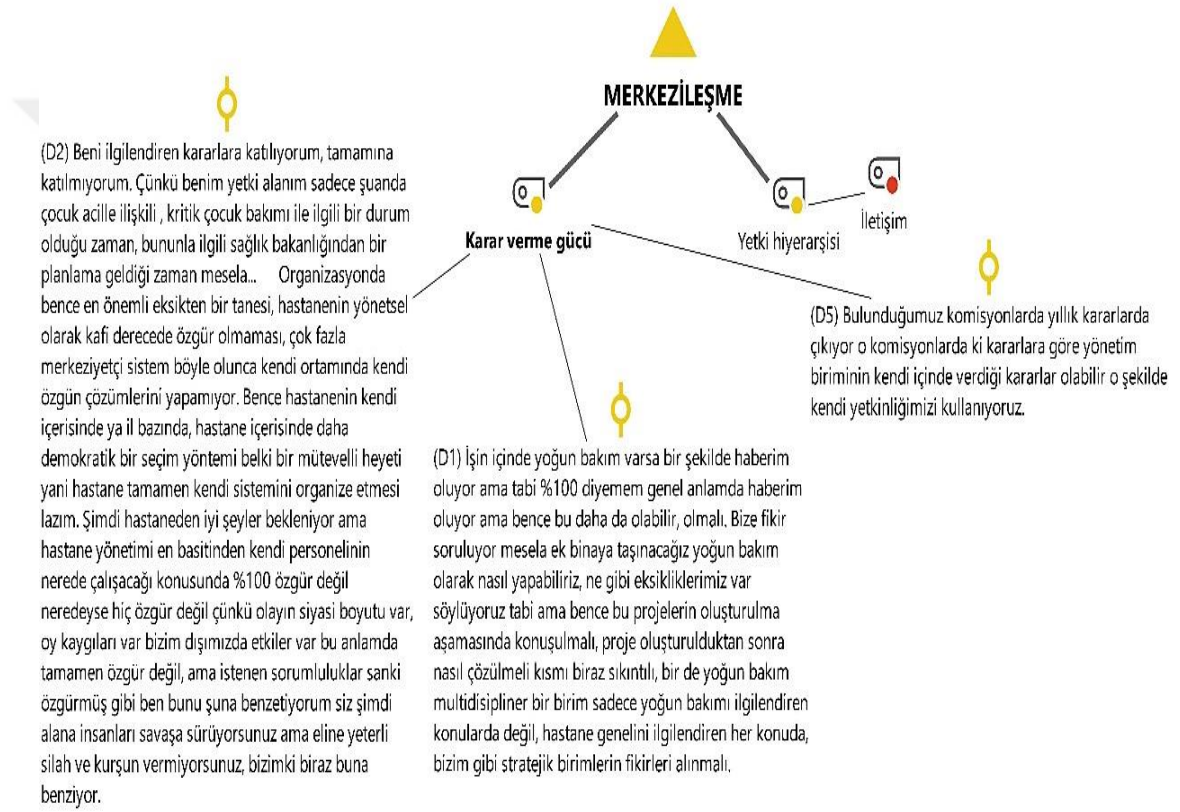 MERKEZİLEŞME
Karar verme gücü
Yetki hiyerarşisi
İletişim
(D2) Beni ilgilendiren kararlara katılıyorum, tamamına
katılmıyorum. Çünkü benim yetki alanım sadece şuanda
çocuk acille ilişkili , kritik çocuk bakımı ile ilgili bir durum
olduğu zaman, bununla ilgili sağlık bakanlığından bir
planlama geldiği zaman mesela... Organizasyonda
bence en önemli eksikten bir tanesi, hastanenin yönetsel
olarak kafi derecede özgür olmaması, çok fazla
merkeziyetçi sistem böyle olunca kendi ortamında kendi
özgün çözümlerini yapamıyor. Bence hastanenin kendi
içerisinde ya il bazında, hastane içerisinde daha
demokratik bir seçim yöntemi belki bir mütevelli heyeti
yani hastane tamamen kendi sistemini organize etmesi
lazım. Şimdi hastaneden iyi şeyler bekleniyor ama
hastane yönetimi en basitinden kendi personelinin
nerede çalışacağı konusunda %100 özgür değil
neredeyse hiç özgür değil çünkü olayın siyasi boyutu var,
oy kaygıları var bizim dışımızda etkiler var bu anlamda
tamamen özgür değil, ama istenen sorumluluklar sanki
özgürmüş gibi ben bunu şuna benzetiyorum siz şimdi
alana insanları savaşa sürüyorsunuz ama eline yeterli
silah ve kurşun vermiyorsunuz, bizimki biraz buna
benziyor.
(D1) İşin içinde yoğun bakım varsa bir şekilde haberim
oluyor ama tabi %100 diyemem genel anlamda haberim
oluyor ama bence bu daha da olabilir, olmalı. Bize fikir
soruluyor mesela ek binaya taşınacağız yoğun bakım
olarak nasıl yapabiliriz, ne gibi eksikliklerimiz var
söylüyoruz tabi ama bence bu projelerin oluşturulma
aşamasında konuşulmalı, proje oluşturulduktan sonra
nasıl çözülmeli kısmı biraz sıkıntılı, bir de yoğun bakım
multidisipliner bir birim sadece yoğun bakımı ilgilendiren
konularda değil, hastane genelini ilgilendiren her konuda,
bizim gibi stratejik birimlerin fikirleri alınmalı.
(D5) Bulunduğumuz komisyonlarda yıllık kararlarda
çıkıyor o komisyonlarda ki kararlara göre yönetim
biriminin kendi içinde verdiği kararlar olabilir o şekilde
kendi yetkinliğimizi kullanıyoruz.